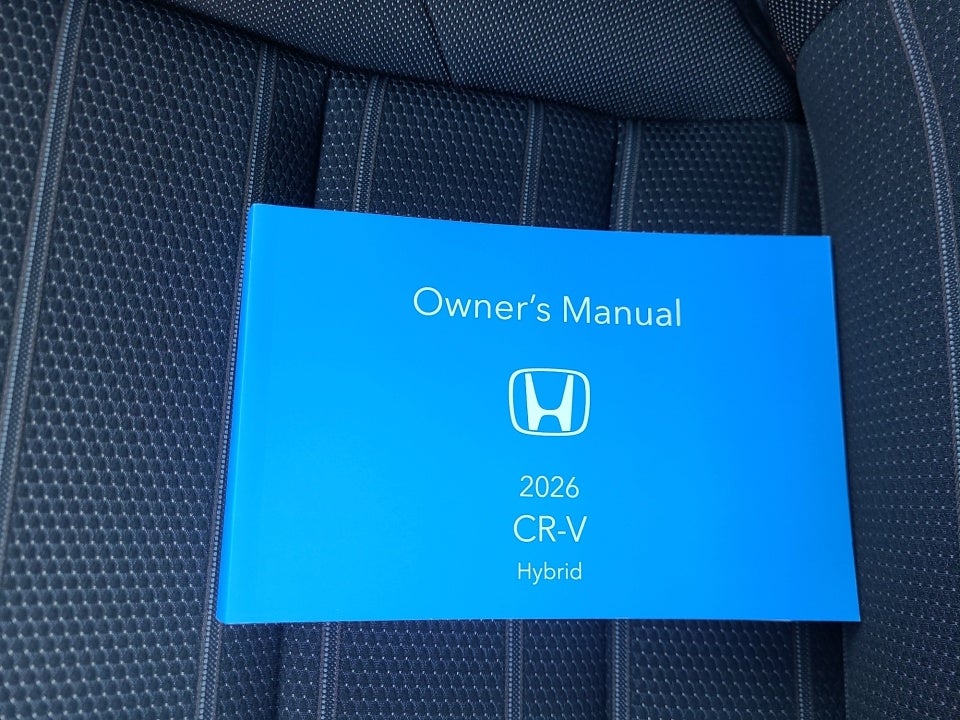 Owner's Manual
2026
CR-V
Hybrid